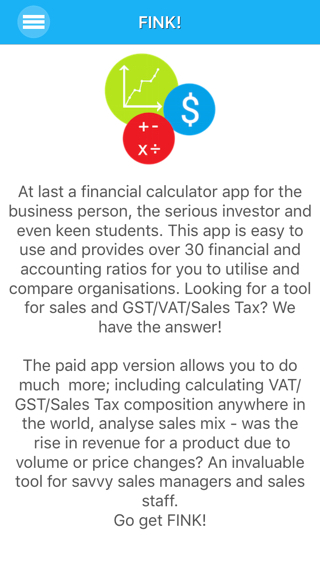 FINK!
$
+ -
x ÷
At last a financial calculator app for the
business person, the serious investor and
even keen students. This app is easy to
use and provides over 30 financial and
accounting ratios for you to utilise and
compare organisations. Looking for a tool
for sales and GST/VAT/Sales Tax? We
have the answer!
The paid app version allows you to do
much  more; including calculating VAT/
GST/Sales Tax composition anywhere in
the world, analyse sales mix - was the
rise in revenue for a product due to
volume or price changes? An invaluable
tool for savvy sales managers and sales
staff.
Go get FINK!